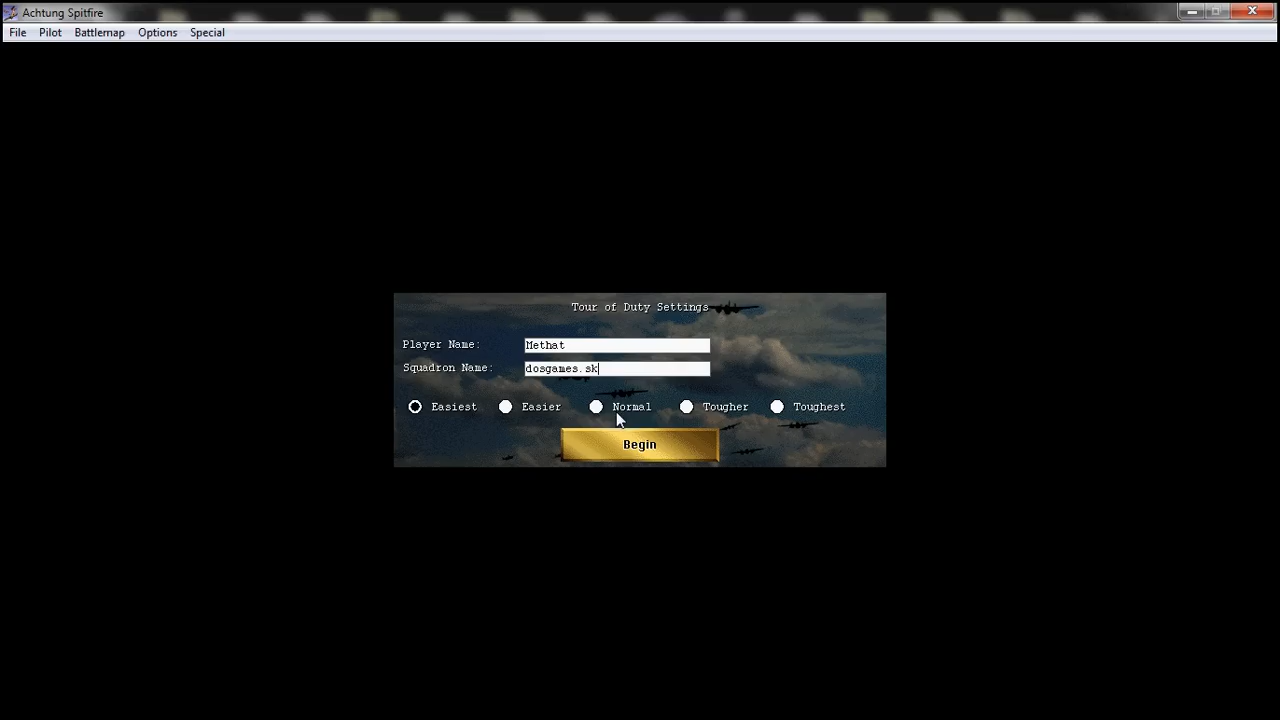 Achtung Spitfire
File Pilot Battlemap Options Special
Tour of Duty Settings
Player Name: Methat
Squadron Name: dosgames.sk
Easiest Easier Normal Tougher Toughest
Begin